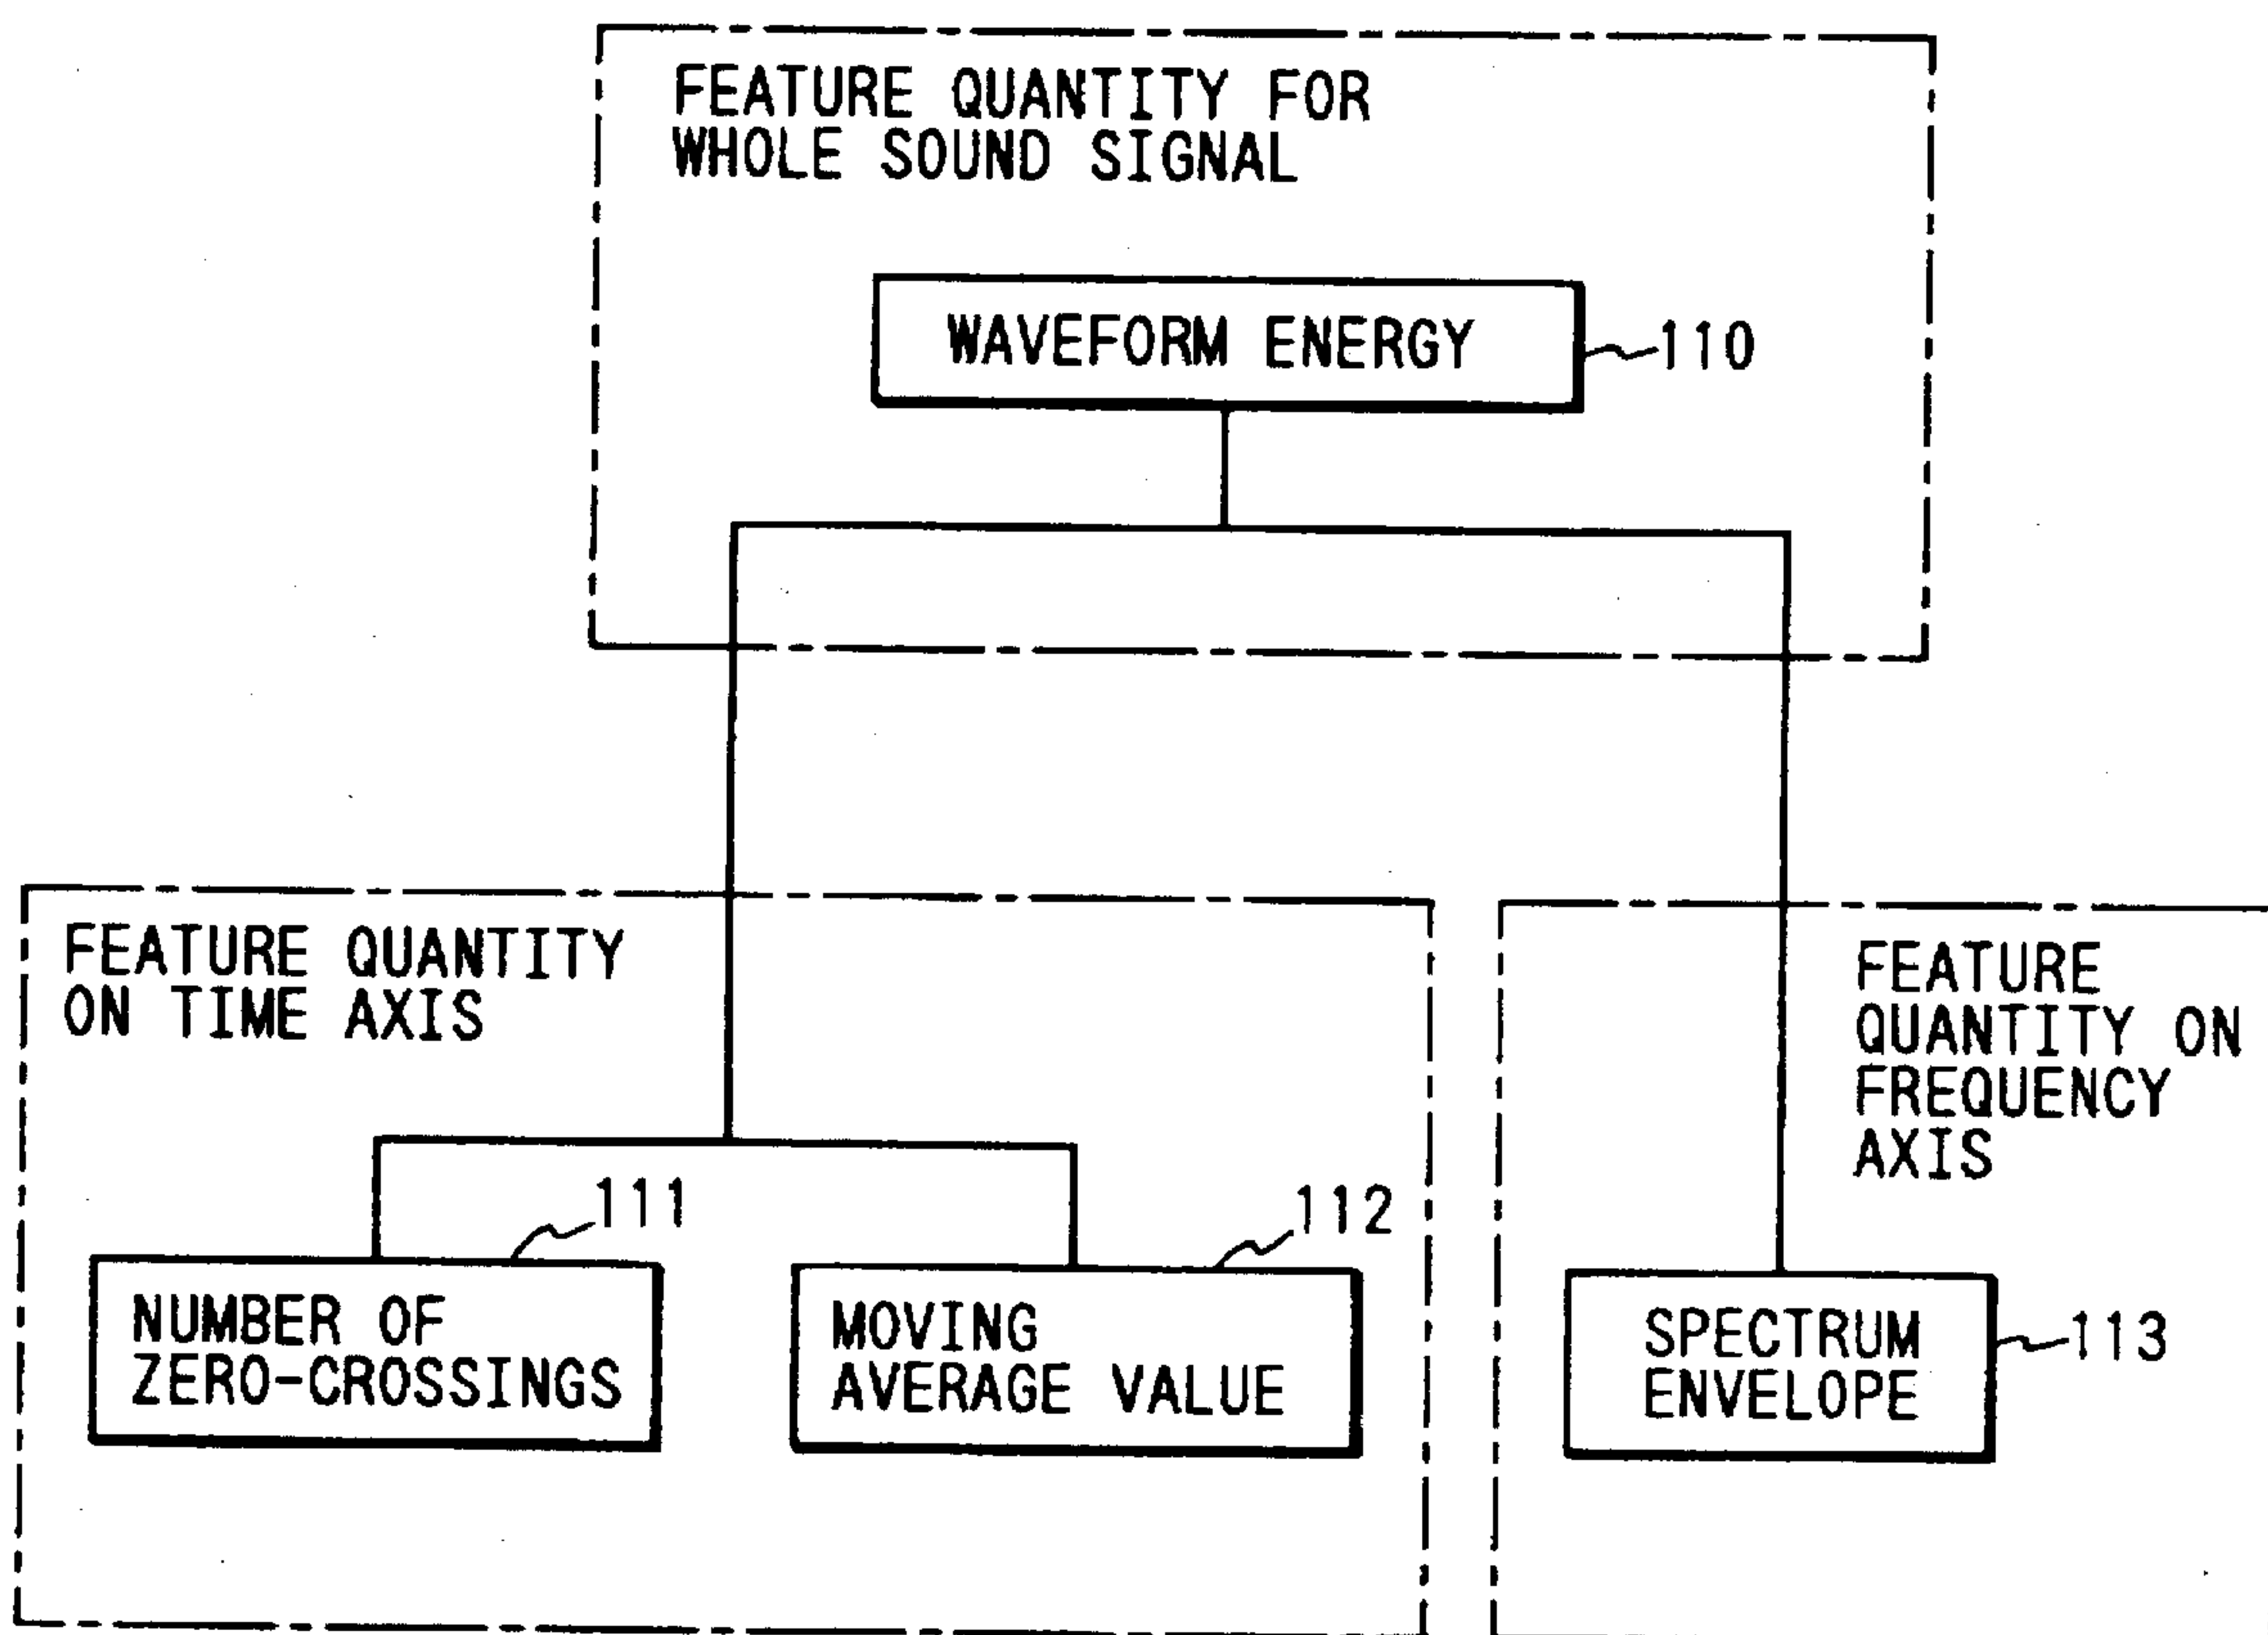 FEATURE QUANTITY FOR
WHOLE SOUND SIGNAL
WAVEFORM ENERGY
110
FEATURE QUANTITY
ON TIME AXIS
FEATURE
QUANTITY ON
FREQUENCY
AXIS
111
112
NUMBER OF
ZERO-CROSSINGS
MOVING
AVERAGE VALUE
SPECTRUM
ENVELOPE
113